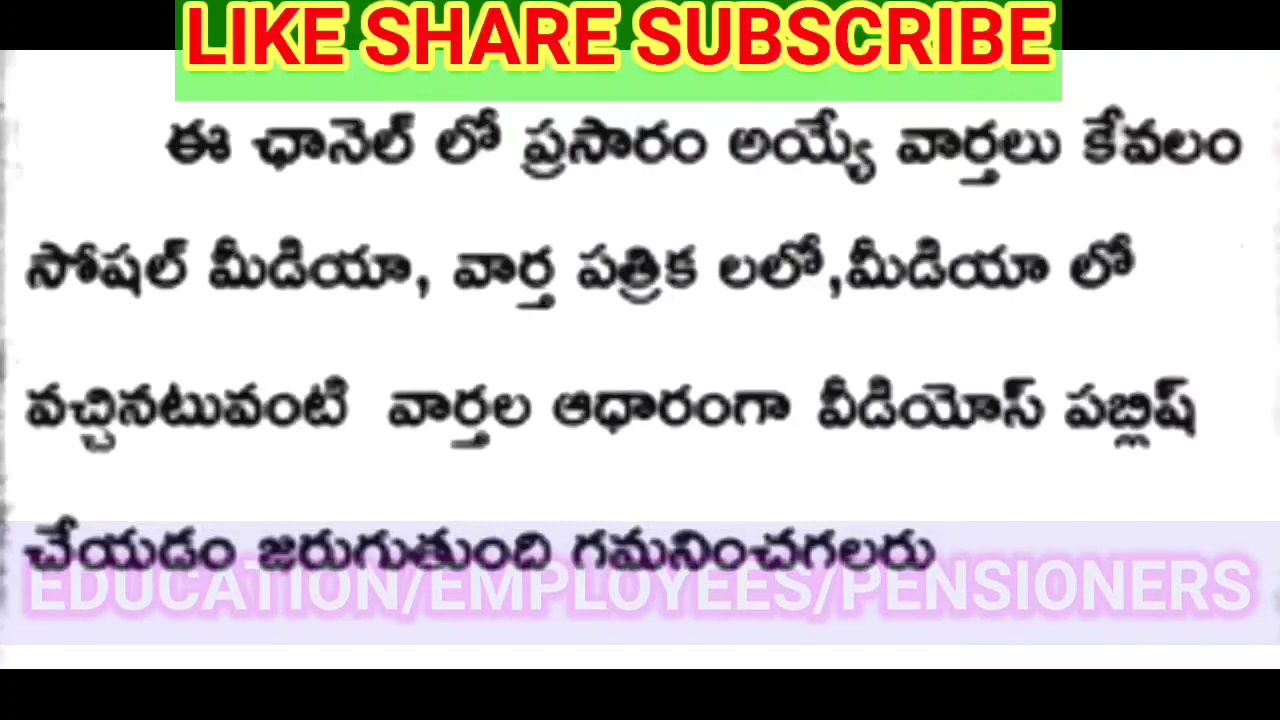 LIKE SHARE SUBSCRIBE
ఈ ఛానెల్ లో ప్రసారం అయ్యే వార్తలు కేవలం
సోషల్ మీడియా, వార్త పత్రిక లలో,మీడియా లో
వచ్చినటువంటి వార్తల ఆధారంగా వీడియోస్ పబ్లిష్
చేయడం జరుగుతుంది గమనించగలరు
EDUCATION/EMPLOYEES/PENSIONERS